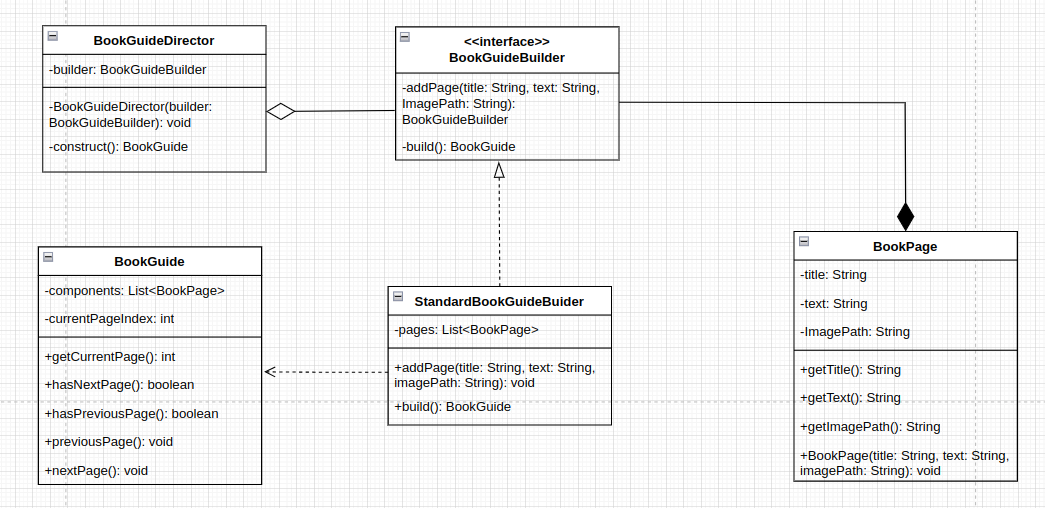 BookGuideDirector
-builder: BookGuideBuilder
-BookGuideDirector(builder:
BookGuideBuilder): void
-construct(): BookGuide
<<interface>>
BookGuideBuilder
-addPage(title: String, text: String,
ImagePath: String):
BookGuideBuilder
-build(): BookGuide
BookGuide
-components: List<BookPage>
-currentPageIndex: int
+getCurrentPage(): int
+hasNextPage(): boolean
+hasPreviousPage(): boolean
+previousPage(): void
+nextPage(): void
StandardBookGuideBuider
-pages: List<BookPage>
+addPage(title: String, text: String,
imagePath: String): void
+build(): BookGuide
BookPage
-title: String
-text: String
-ImagePath: String
+getTitle(): String
+getText(): String
+getImagePath(): String
+BookPage(title: String, text: String,
imagePath: String): void